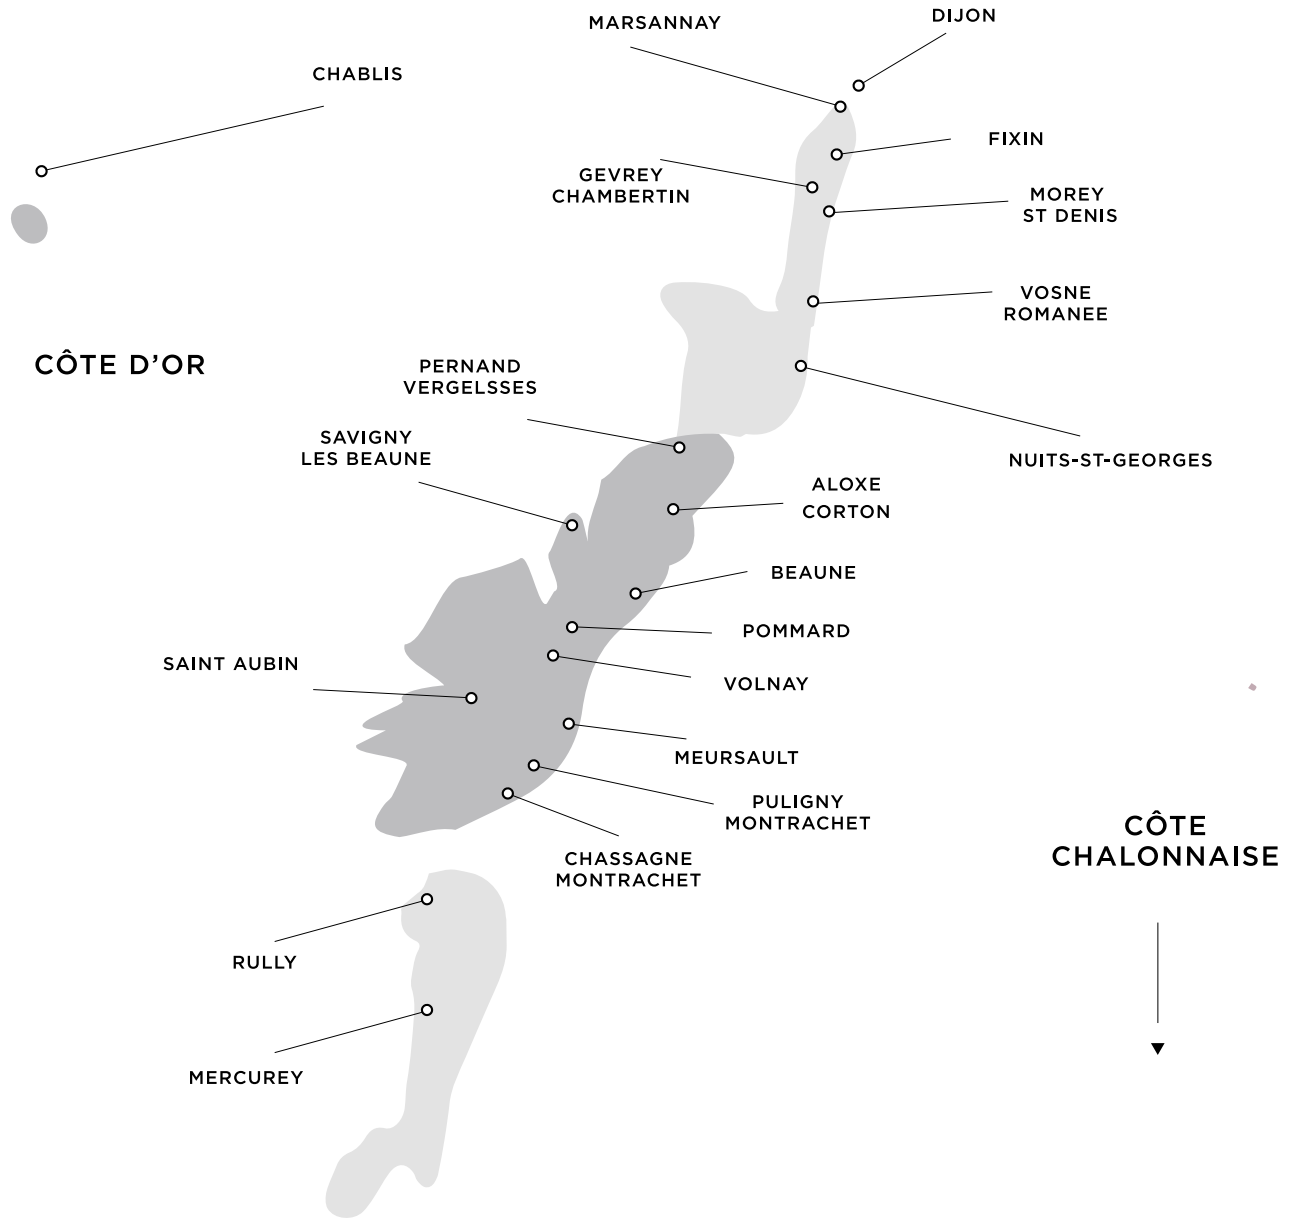 DIJON
MARSANNAY
CHABLIS
FIXIN
GEVREY
CHAMBERTIN
MOREY
ST DENIS
VOSNE
ROMANEE
CÔTE D’OR
PERNAND
VERGELSSES
SAVIGNY
LES BEAUNE
NUITS-ST-GEORGES
ALOXE
CORTON
BEAUNE
POMMARD
SAINT AUBIN
VOLNAY
MEURSAULT
PULIGNY
MONTRACHET
CÔTE
CHALONNAISE
CHASSAGNE
MONTRACHET
RULLY
MERCUREY